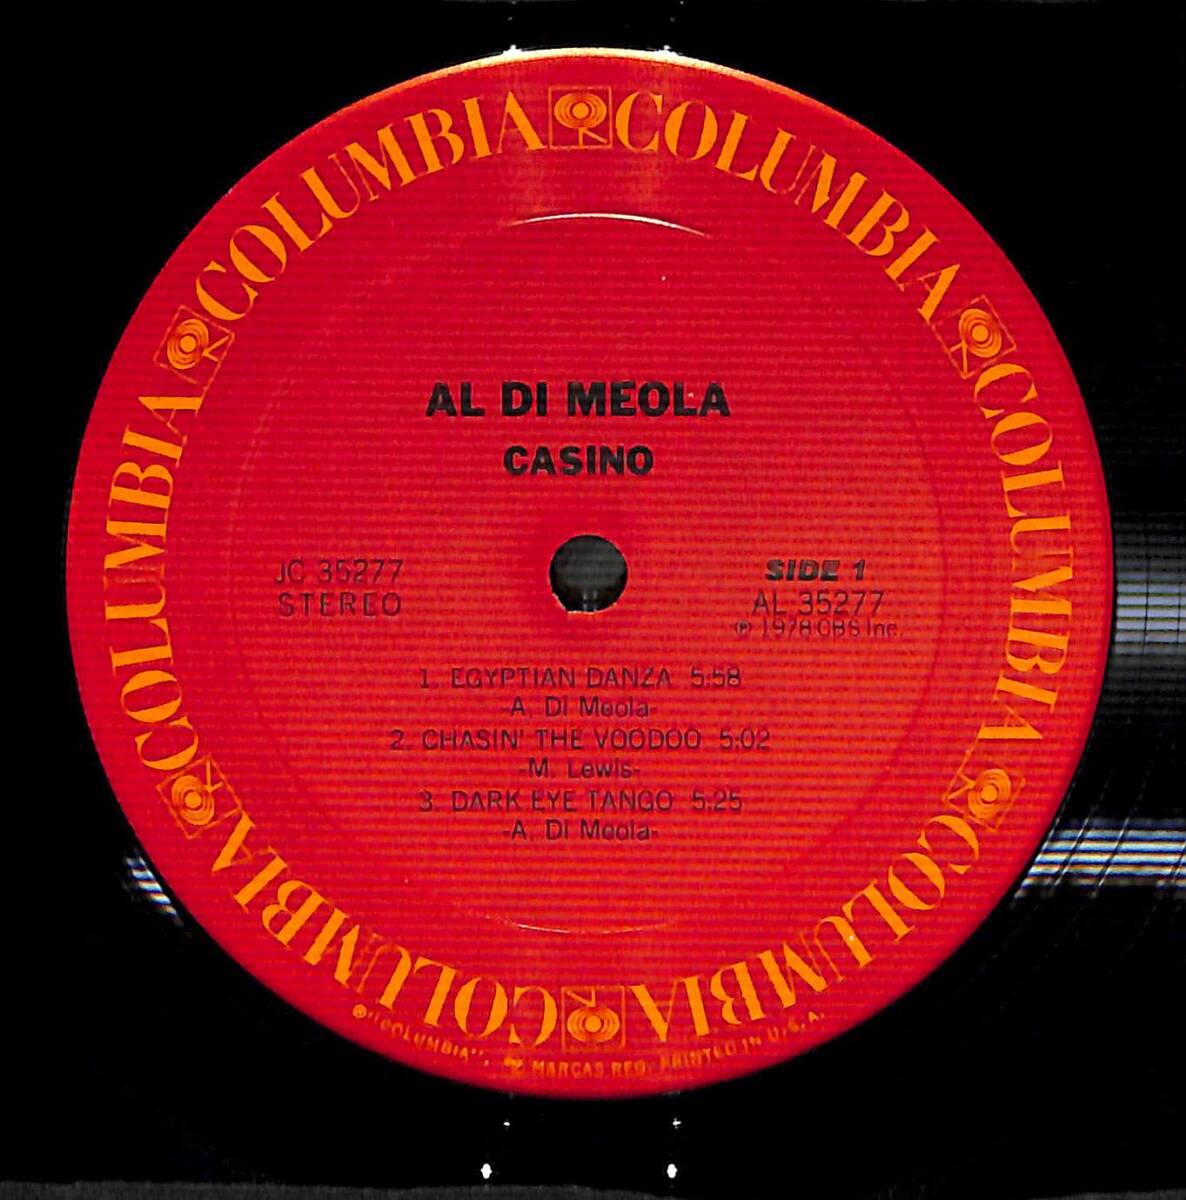 COLUMBIA COLUMBIA COLUMBIA COLUMBIA COLUMBIA COLUMBIA
AL DI MEOLA
CASINO
JC 35277
STEREO
SIDE 1
AL 35277
℗ 1978 CBS Inc.
1. EGYPTIAN DANZA 5:58
-A. Di Meola-
2. CHASIN' THE VOODOO 5:02
-M. Lewis-
3. DARK EYE TANGO 5:25
-A. Di Meola-
®"COLUMBIA", MARCAS REG. PRINTED IN U.S.A.